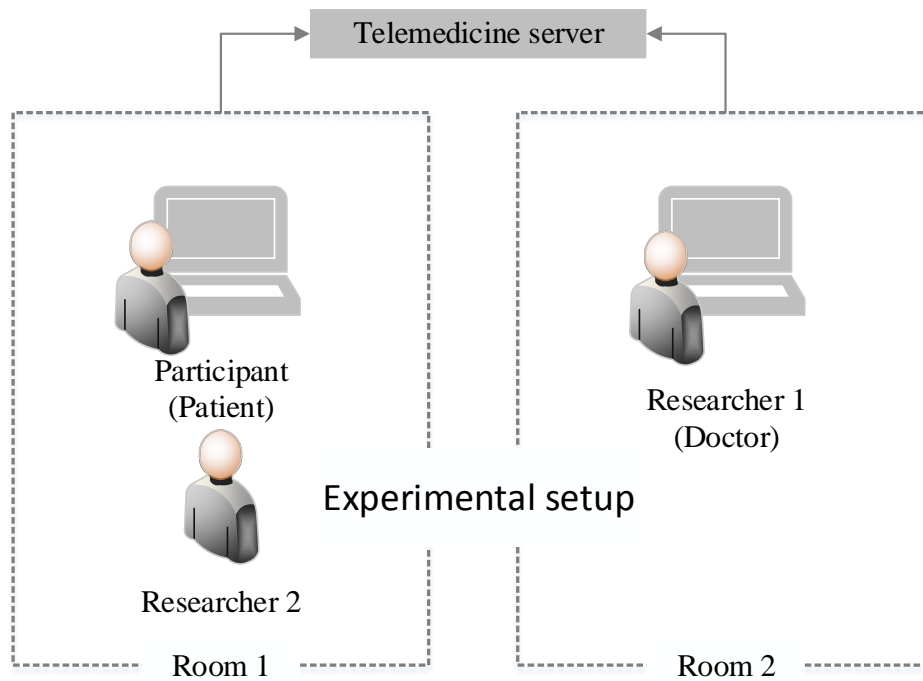 Telemedicine server
Participant
(Patient)
Researcher 1
(Doctor)
Experimental setup
Researcher 2
Room 1
Room 2